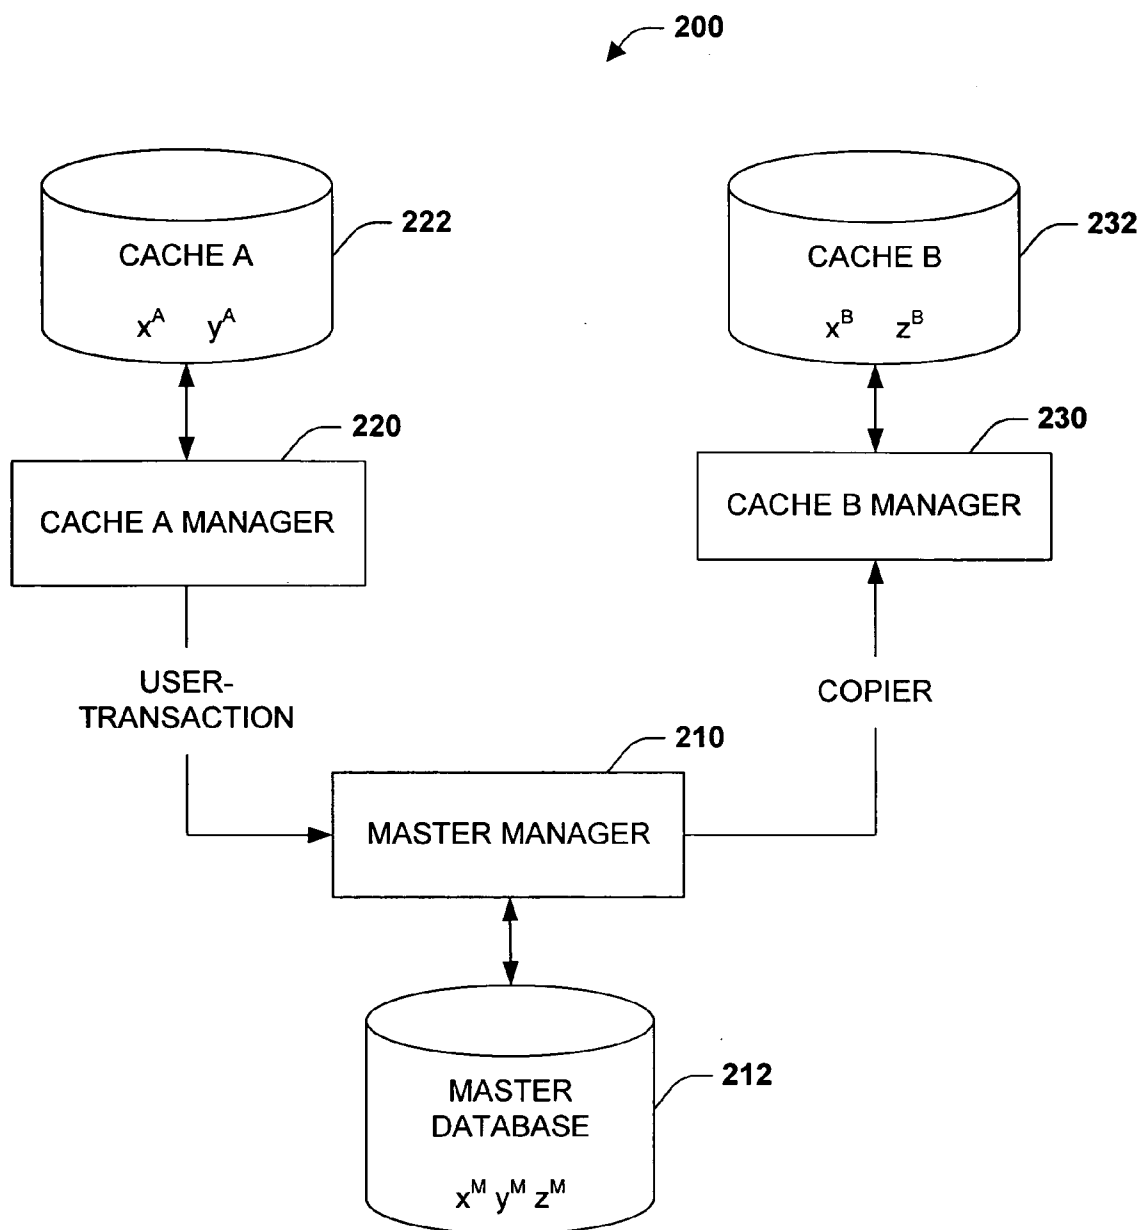 200
CACHE A
x^A y^A
222
CACHE B
x^B z^B
232
220
CACHE A MANAGER
230
CACHE B MANAGER
USER-
TRANSACTION
COPIER
210
MASTER MANAGER
MASTER
DATABASE
x^M y^M z^M
212